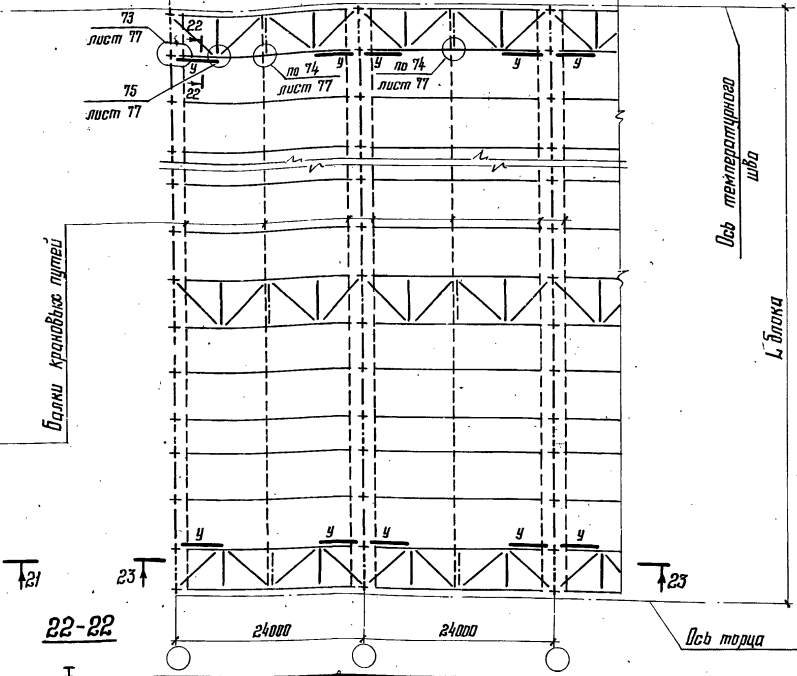 73
лист 77
22
у
22
75
лист 77
по 74
лист 77
у
у
по 74
лист 77
у
у
Ось температурного
шва
Балки крановых путей
L блока
у
у
у
у
у
21
23
23
22-22
24000
24000
Ось торца